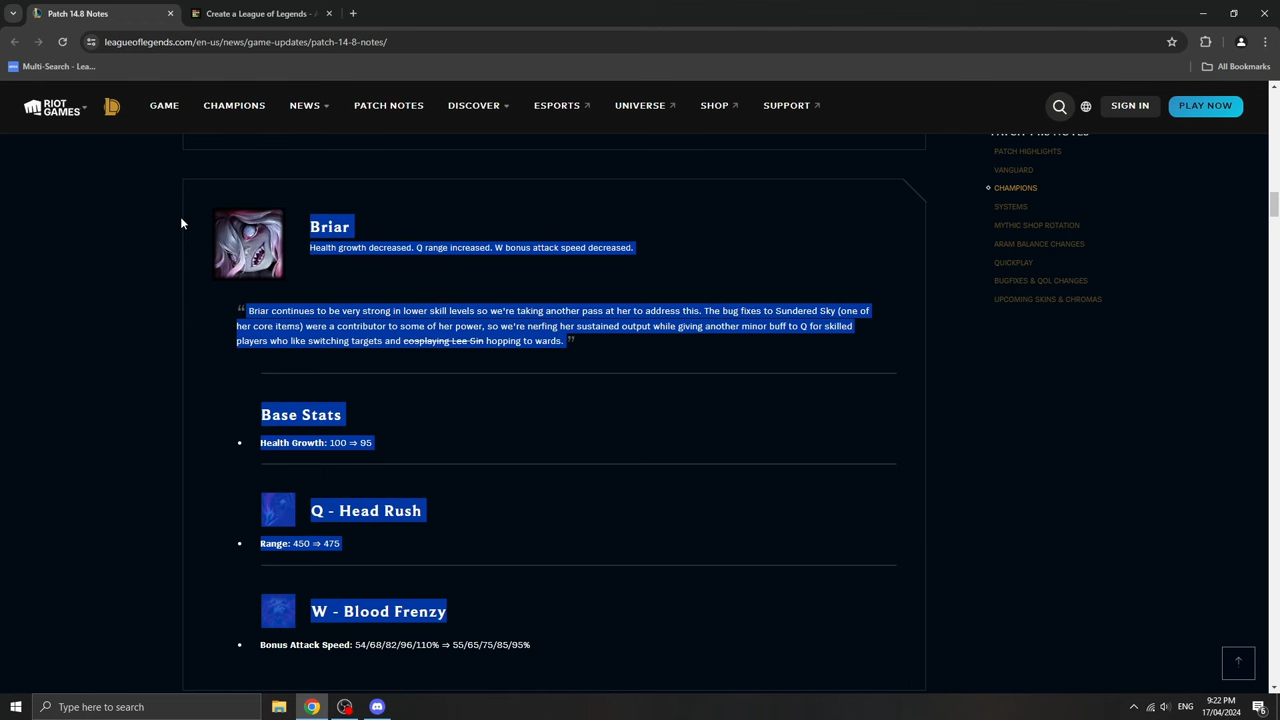 Patch 14.8 Notes
Create a League of Legends - A
leagueoflegends.com/en-us/news/game-updates/patch-14-8-notes/
Multi-Search - Lea...
All Bookmarks
RIOT GAMES
GAME
CHAMPIONS
NEWS
PATCH NOTES
DISCOVER
ESPORTS
UNIVERSE
SHOP
SUPPORT
SIGN IN
PLAY NOW
PATCH HIGHLIGHTS
VANGUARD
CHAMPIONS
SYSTEMS
MYTHIC SHOP ROTATION
ARAM BALANCE CHANGES
QUICKPLAY
BUGFIXES & QOL CHANGES
UPCOMING SKINS & CHROMAS
Briar
Health growth decreased. Q range increased. W bonus attack speed decreased.
“ Briar continues to be very strong in lower skill levels so we're taking another pass at her to address this. The bug fixes to Sundered Sky (one of
her core items) were a contributor to some of her power, so we're nerfing her sustained output while giving another minor buff to Q for skilled
players who like switching targets and cosplaying Lee Sin hopping to wards. ”
Base Stats
• Health Growth: 100 ⇒ 95
Q - Head Rush
• Range: 450 ⇒ 475
W - Blood Frenzy
• Bonus Attack Speed: 54/68/82/96/110% ⇒ 55/65/75/85/95%
Type here to search
ENG
9:22 PM
17/04/2024